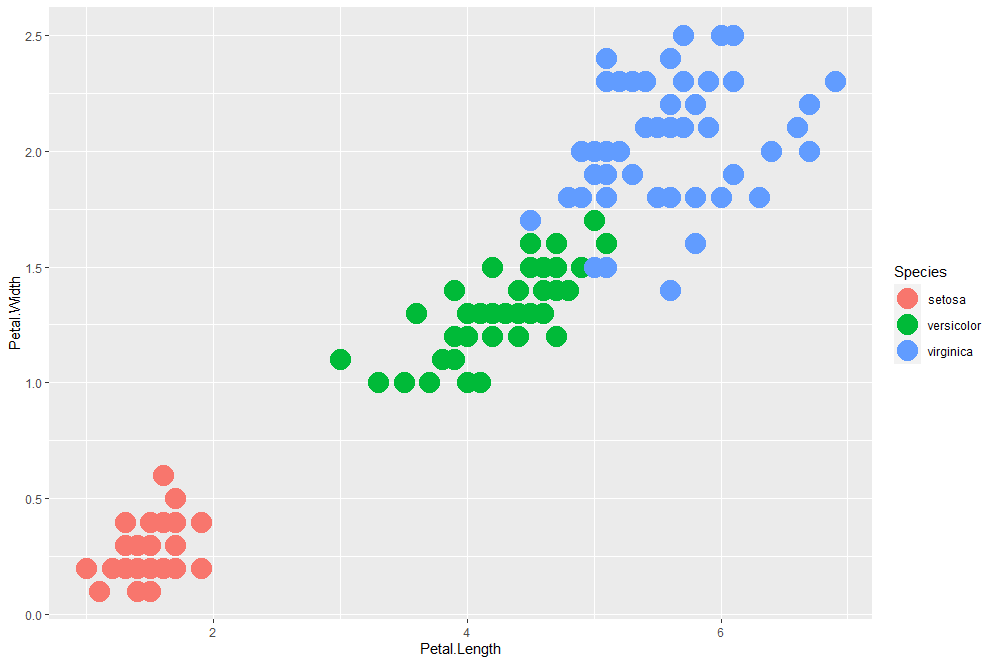 2.5
2.0
1.5
1.0
0.5
0.0
Petal.Width
2 4 6
Petal.Length
Species
setosa
versicolor
virginica